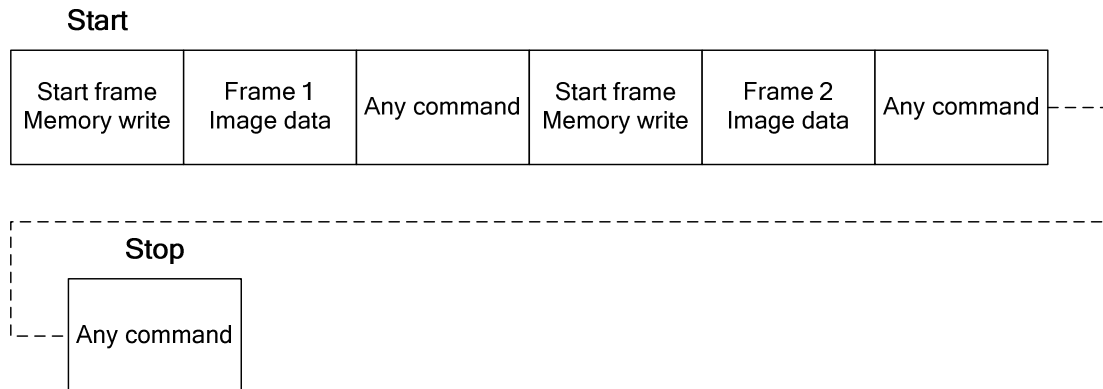 Start
Start frame
Memory write
Frame 1
Image data
Any command
Start frame
Memory write
Frame 2
Image data
Any command
Stop
Any command